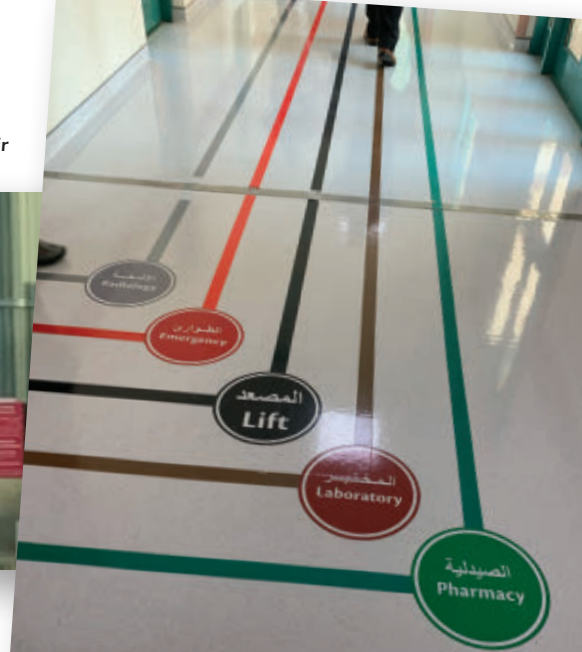 r
الأشعة
Radiology
الطوارئ
Emergency
المصعد
Lift
المختبر
Laboratory
الصيدلية
Pharmacy